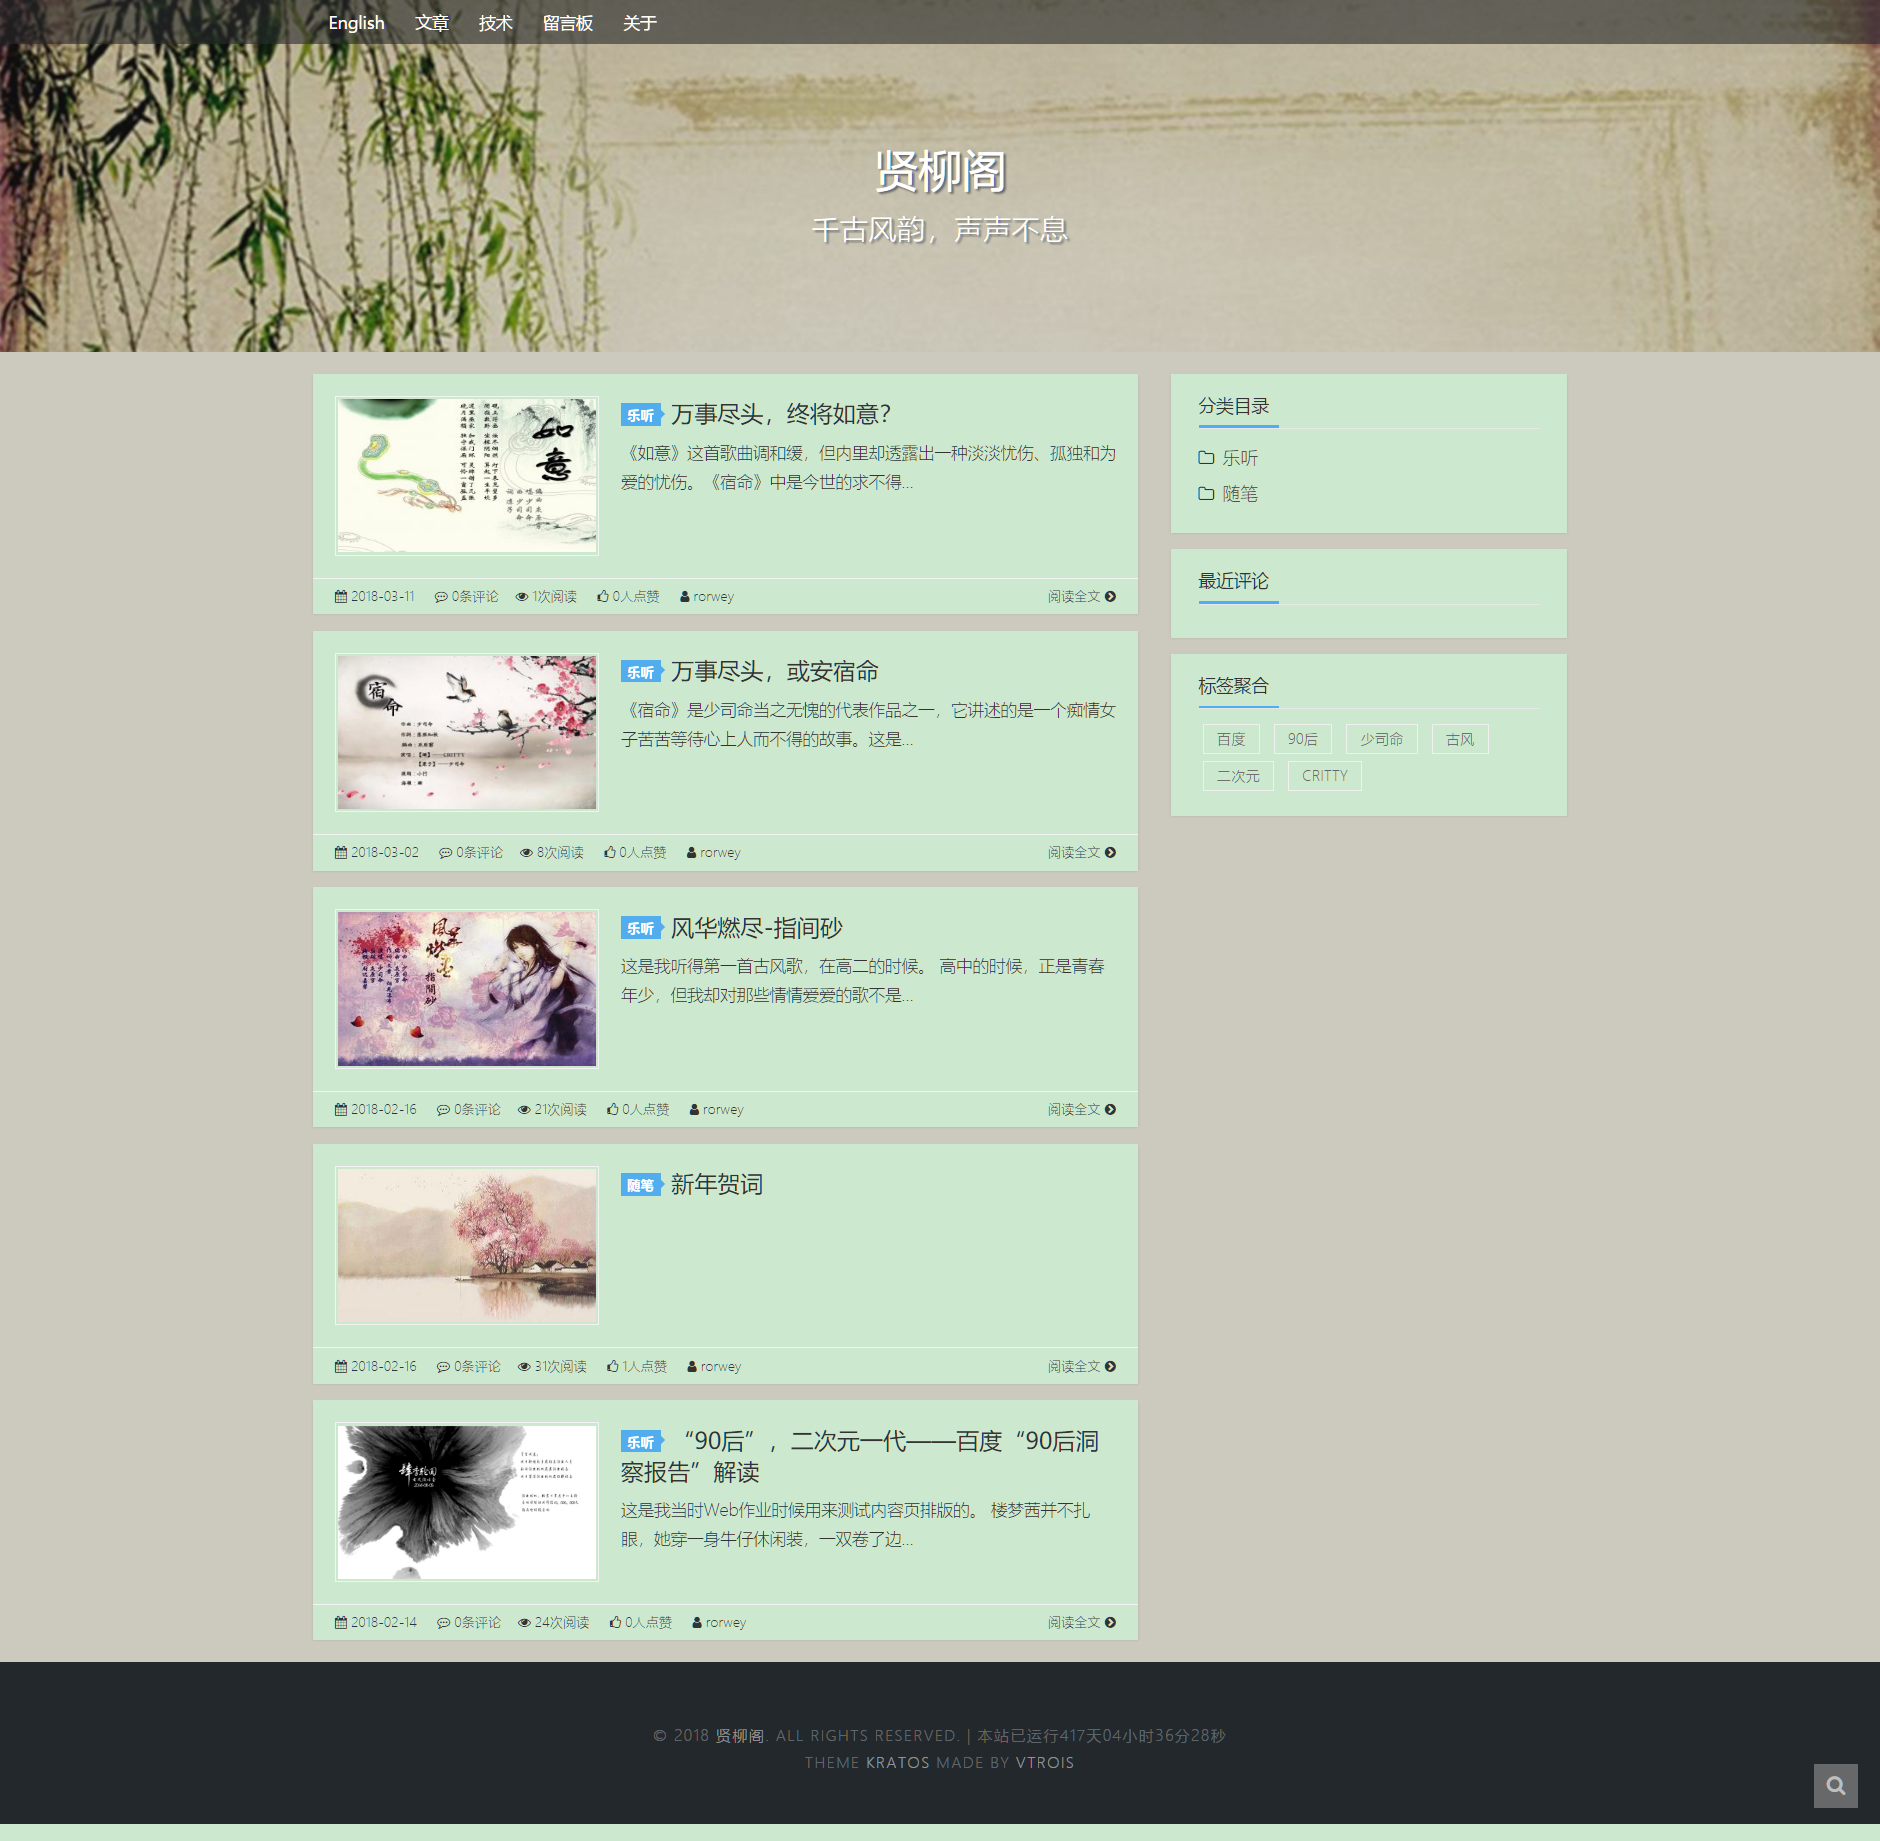 English 文章 技术 留言板 关于
贤柳阁
千古风韵，声声不息
如意
乐听 万事尽头，终将如意？
《如意》这首歌曲调和缓，但内里却透露出一种淡淡忧伤、孤独和为
爱的忧伤。《宿命》中是今世的求不得...
2018-03-11 0条评论 1次阅读 0人点赞 rorwey 阅读全文
宿命
乐听 万事尽头，或安宿命
《宿命》是少司命当之无愧的代表作品之一，它讲述的是一个痴情女
子苦苦等待心上人而不得的故事。这是...
2018-03-02 0条评论 8次阅读 0人点赞 rorwey 阅读全文
指間砂
乐听 风华燃尽-指间砂
这是我听得第一首古风歌，在高二的时候。 高中的时候，正是青春
年少，但我却对那些情情爱爱的歌不是...
2018-02-16 0条评论 21次阅读 0人点赞 rorwey 阅读全文
随笔 新年贺词
2018-02-16 0条评论 31次阅读 1人点赞 rorwey 阅读全文
乐听 “90后”，二次元一代——百度“90后洞
察报告”解读
这是我当时Web作业时候用来测试内容页排版的。 楼梦茜并不扎
眼，她穿一身牛仔休闲装，一双卷了边...
2018-02-14 0条评论 24次阅读 0人点赞 rorwey 阅读全文
分类目录
乐听
随笔
最近评论
标签聚合
百度 90后 少司命 古风
二次元 CRITTY
© 2018 贤柳阁. ALL RIGHTS RESERVED. | 本站已运行417天04小时36分28秒
THEME KRATOS MADE BY VTROIS